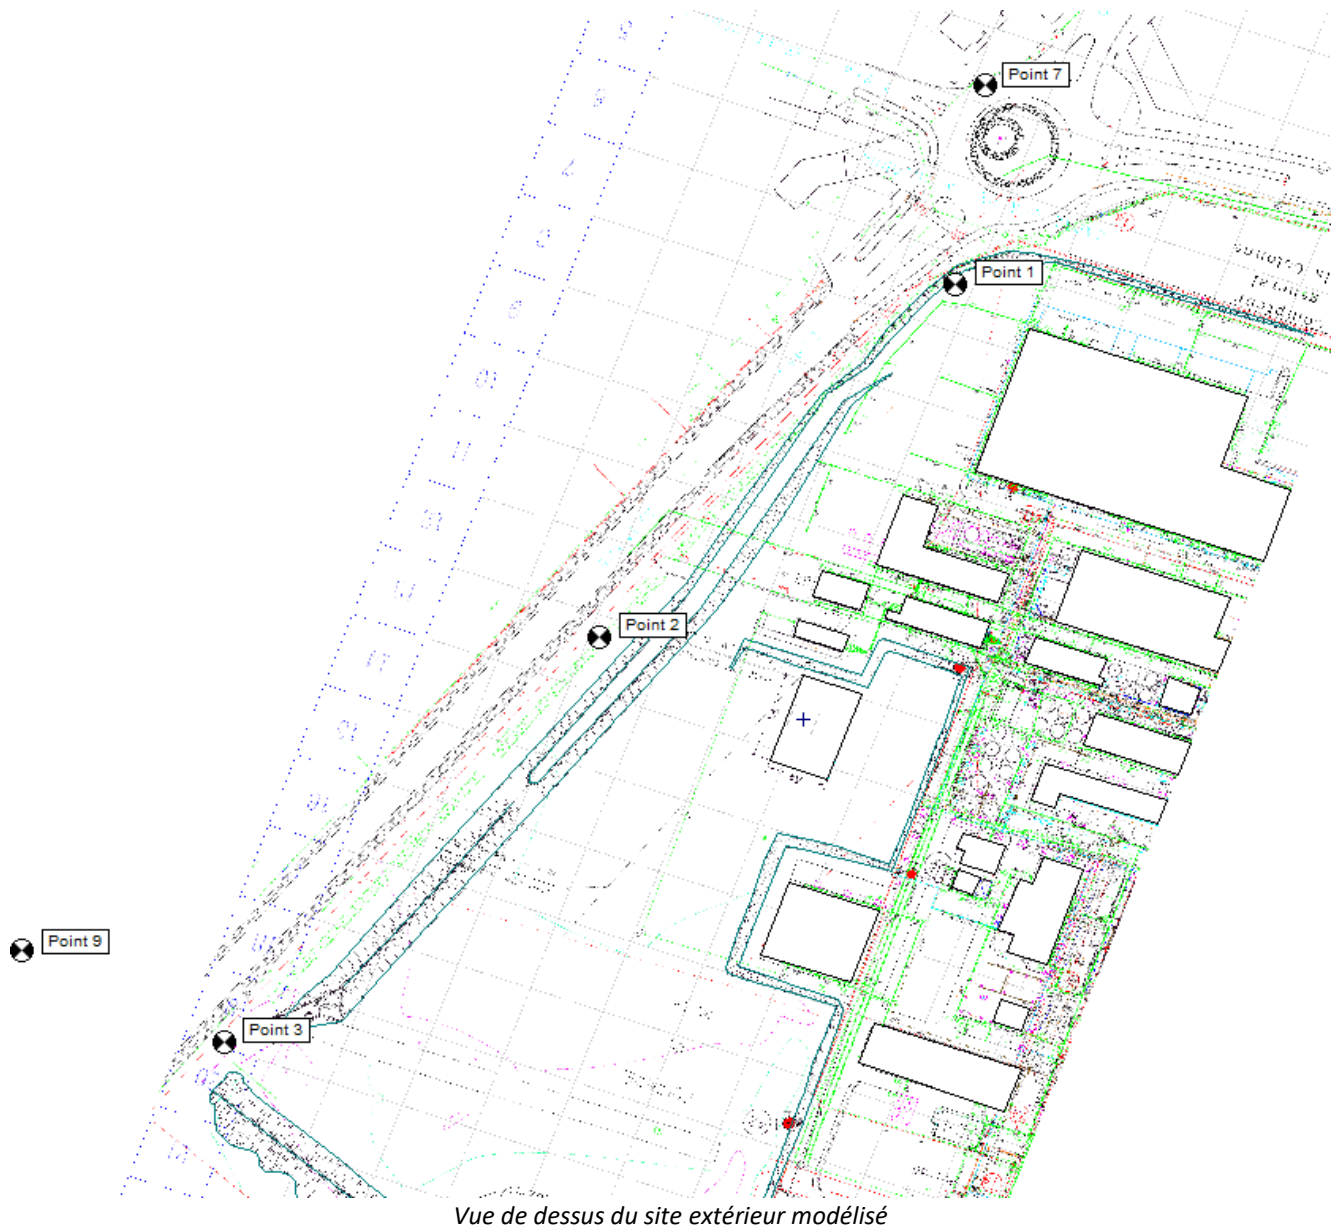 Point 7
Point 1
Point 2
Point 9
Point 3
Vue de dessus du site extérieur modélisé